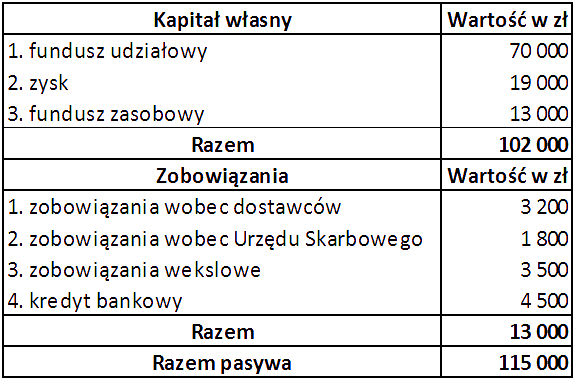 Kapitał własny Wartość w zł
1. fundusz udziałowy 70 000
2. zysk 19 000
3. fundusz zasobowy 13 000
Razem 102 000
Zobowiązania Wartość w zł
1. zobowiązania wobec dostawców 3 200
2. zobowiązania wobec Urzędu Skarbowego 1 800
3. zobowiązania wekslowe 3 500
4. kredyt bankowy 4 500
Razem 13 000
Razem pasywa 115 000